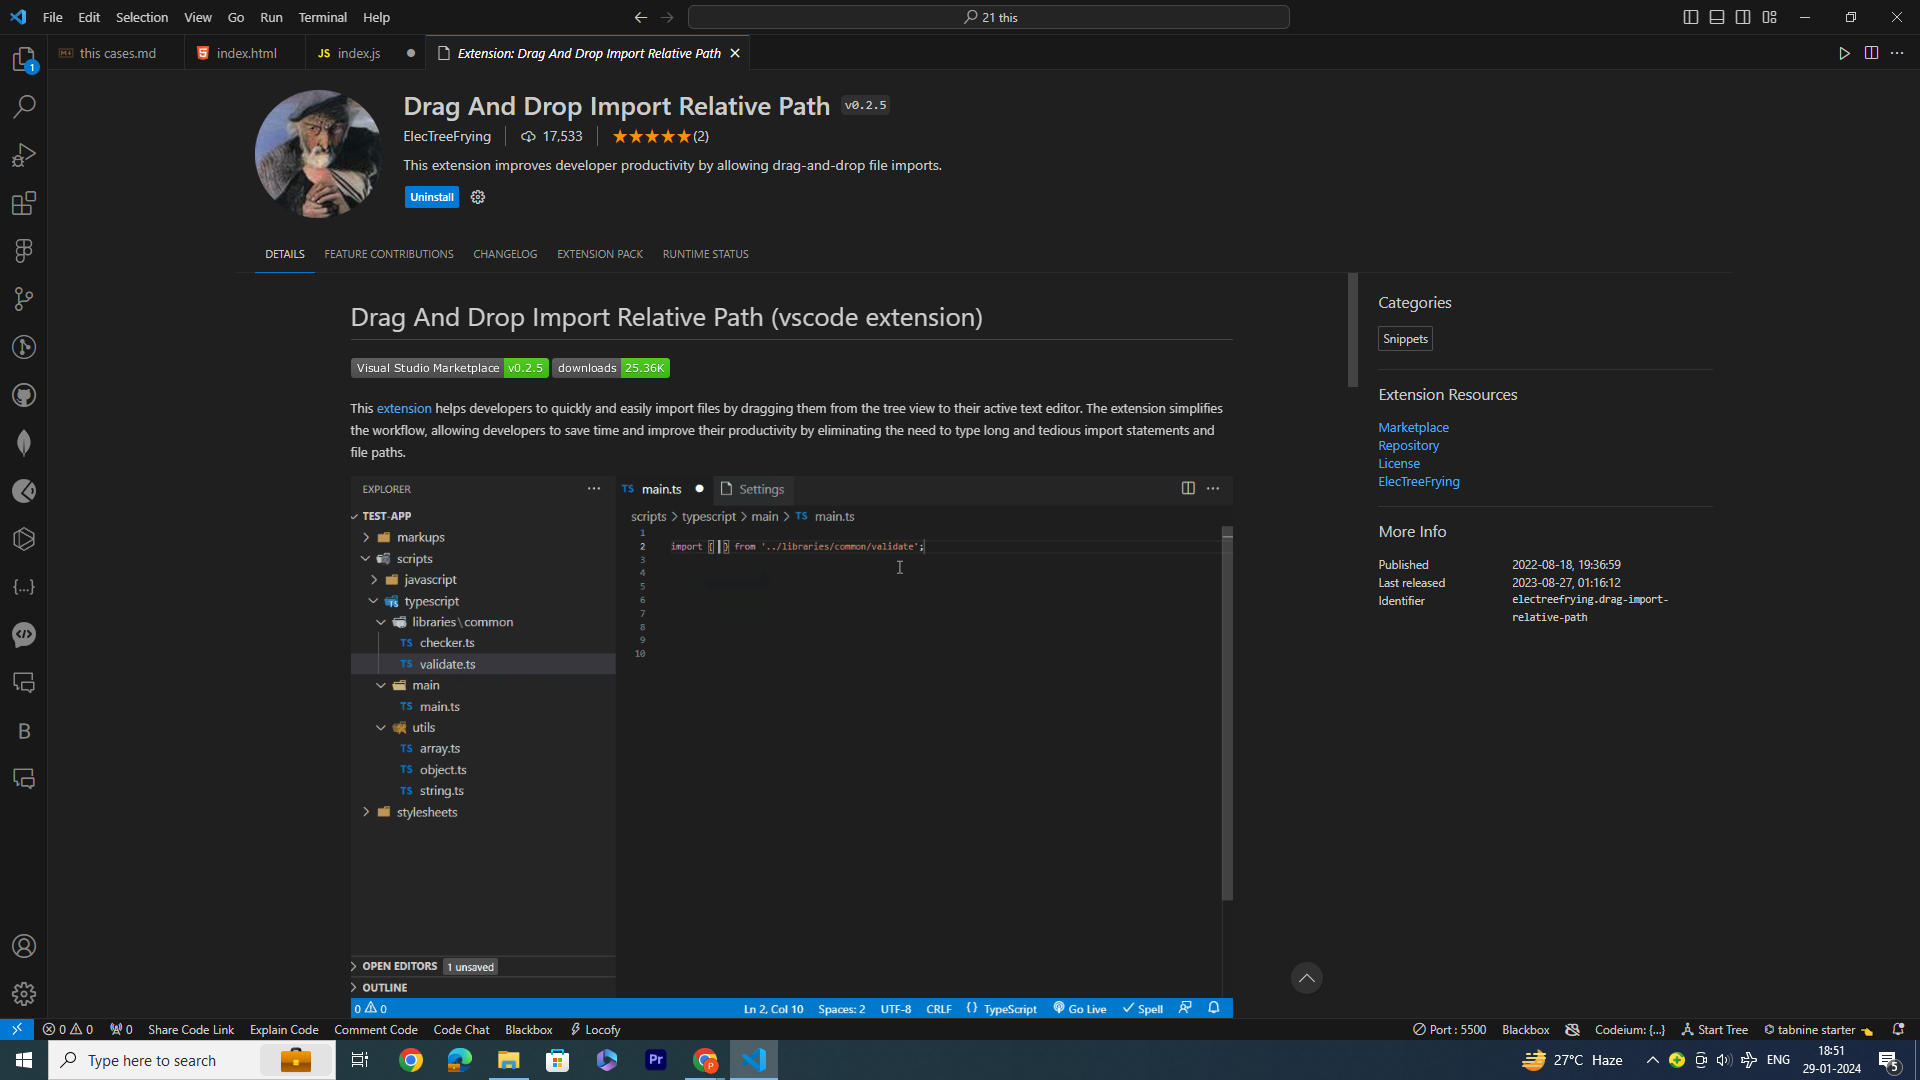 File Edit Selection View Go Run Terminal Help
21 this
this cases.md
index.html
JS index.js
Extension: Drag And Drop Import Relative Path
Drag And Drop Import Relative Path v0.2.5
ElecTreeFrying 17,533 ★★★★★(2)
This extension improves developer productivity by allowing drag-and-drop file imports.
Uninstall
DETAILS FEATURE CONTRIBUTIONS CHANGELOG EXTENSION PACK RUNTIME STATUS
Drag And Drop Import Relative Path (vscode extension)
Visual Studio Marketplace v0.2.5 downloads 25.36K
This extension helps developers to quickly and easily import files by dragging them from the tree view to their active text editor. The extension simplifies
the workflow, allowing developers to save time and improve their productivity by eliminating the need to type long and tedious import statements and
file paths.
EXPLORER
TEST-APP
markups
scripts
javascript
typescript
libraries\common
TS checker.ts
TS validate.ts
main
TS main.ts
utils
TS array.ts
TS object.ts
TS string.ts
stylesheets
OPEN EDITORS 1 unsaved
OUTLINE
TS main.ts Settings
scripts > typescript > main > TS main.ts
1
2 import { } from '../libraries/common/validate';
3
4
5
6
7
8
9
10
0 0 Ln 2, Col 10 Spaces: 2 UTF-8 CRLF {} TypeScript Go Live Spell
Categories
Snippets
Extension Resources
Marketplace
Repository
License
ElecTreeFrying
More Info
Published 2022-08-18, 19:36:59
Last released 2023-08-27, 01:16:12
Identifier electreefrying.drag-import-
relative-path
1
B
0 0 0 Share Code Link Explain Code Comment Code Code Chat Blackbox Locofy
Port : 5500 Blackbox Codeium: {...} Start Tree tabnine starter
Type here to search
Pr
P
27°C Haze
ENG
18:51
29-01-2024
5